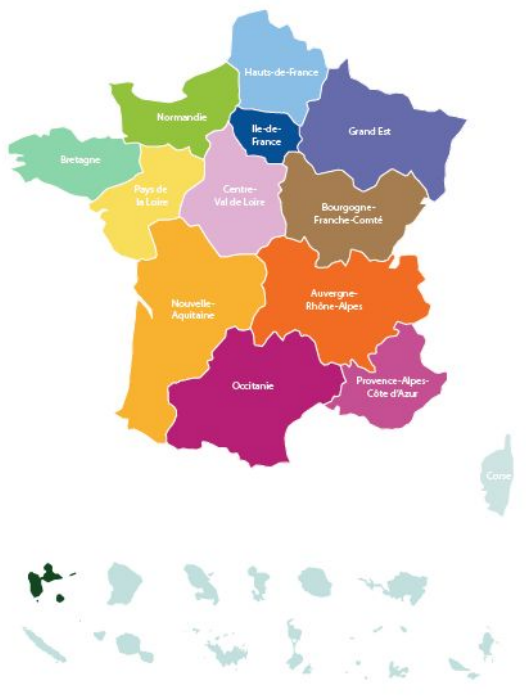 Hauts-de-France
Normandie
Ile-de-
France
Grand Est
Bretagne
Pays de
la Loire
Centre-
Val de Loire
Bourgogne-
Franche-Comté
Nouvelle-
Aquitaine
Auvergne-
Rhône-Alpes
Occitanie
Provence-Alpes-
Côte d'Azur
Corse